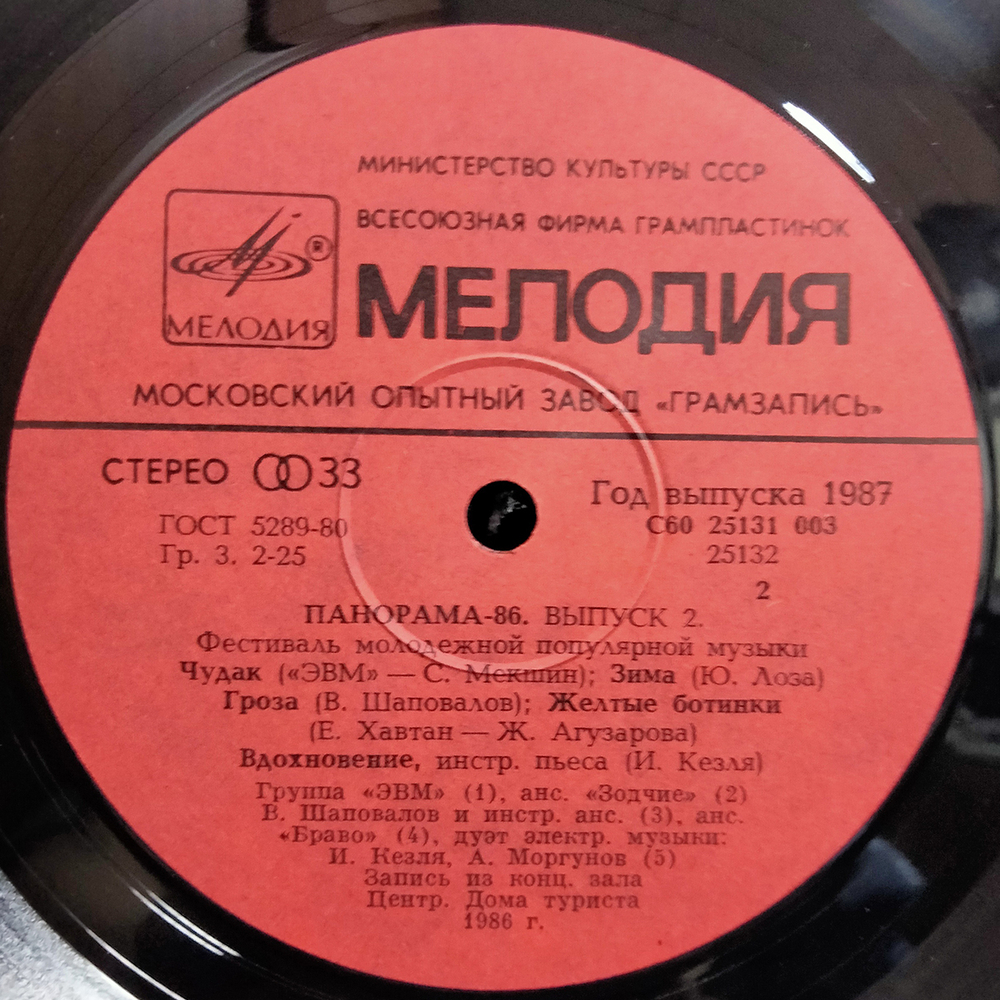 МИНИСТЕРСТВО КУЛЬТУРЫ СССР
ВСЕСОЮЗНАЯ ФИРМА ГРАМПЛАСТИНОК
®
МЕЛОДИЯ
МЕЛОДИЯ
МОСКОВСКИЙ ОПЫТНЫЙ ЗАВОД «ГРАМЗАПИСЬ»
СТЕРЕО 33
Год выпуска 1987
ГОСТ 5289-80
С60 25131 003
Гр. 3. 2-25
25132
2
ПАНОРАМА-86. ВЫПУСК 2.
Фестиваль молодежной популярной музыки
Чудак («ЭВМ» — С. Мекшин); Зима (Ю. Лоза)
Гроза (В. Шаповалов); Желтые ботинки
(Е. Хавтан — Ж. Агузарова)
Вдохновение, инстр. пьеса (И. Кезля)
Группа «ЭВМ» (1), анс. «Зодчие» (2)
В. Шаповалов и инстр. анс. (3), анс.
«Браво» (4), дуэт электр. музыки:
И. Кезля, А. Моргунов (5)
Запись из конц. зала
Центр. Дома туриста
1986 г.